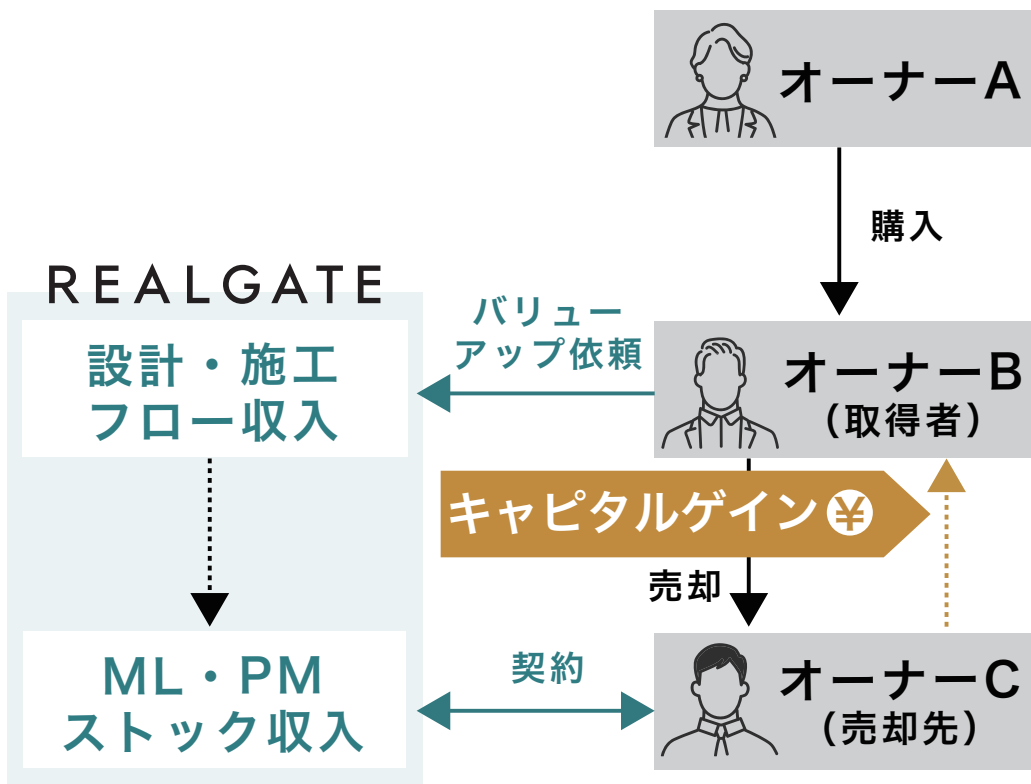 オーナーA
購入
REALGATE
設計・施工
フロー収入
バリュー
アップ依頼
オーナーB
(取得者)
キャピタルゲイン¥
売却
ML・PM
ストック収入
契約
オーナーC
(売却先)